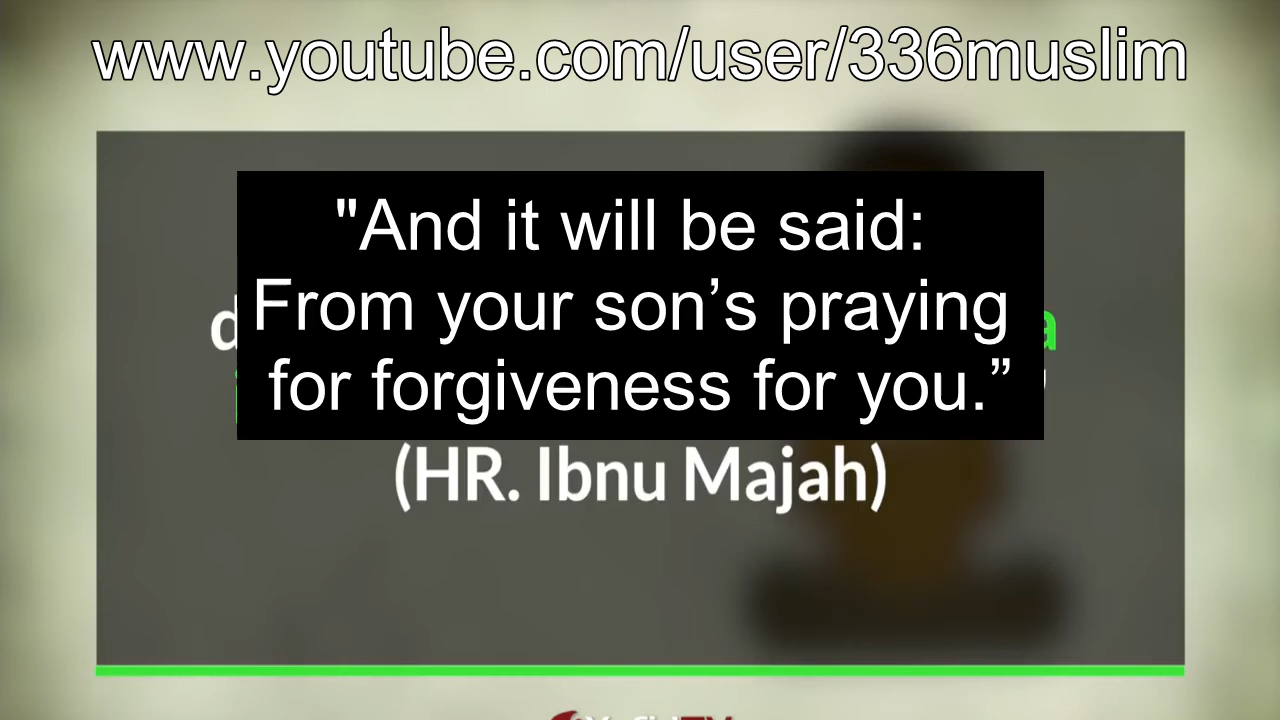 www.youtube.com/user/336muslim
"And it will be said:
From your son’s praying
for forgiveness for you.”
(HR. Ibnu Majah)